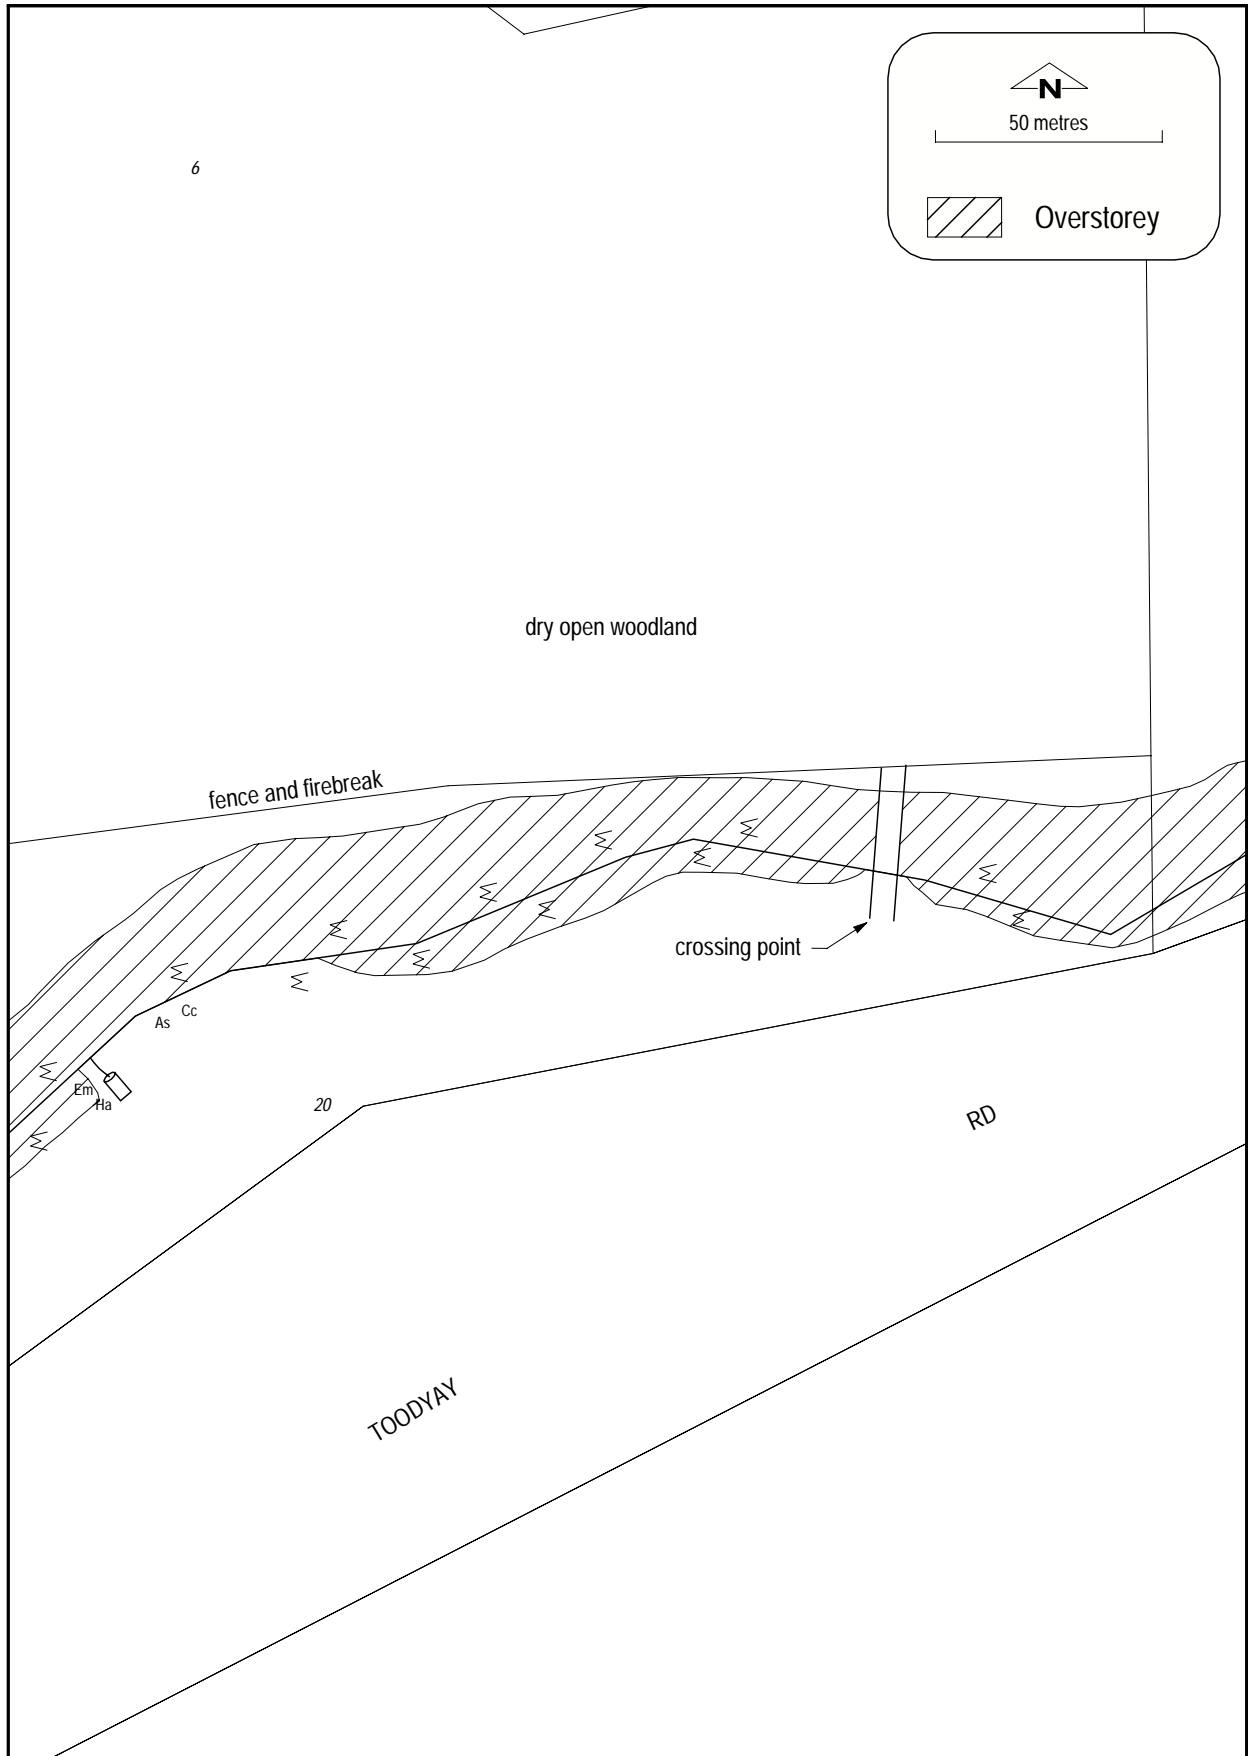 N
50 metres
6
Overstorey
dry open woodland
fence and firebreak
crossing point
As
Cc
Em
Ha
20
RD
TOODYAY